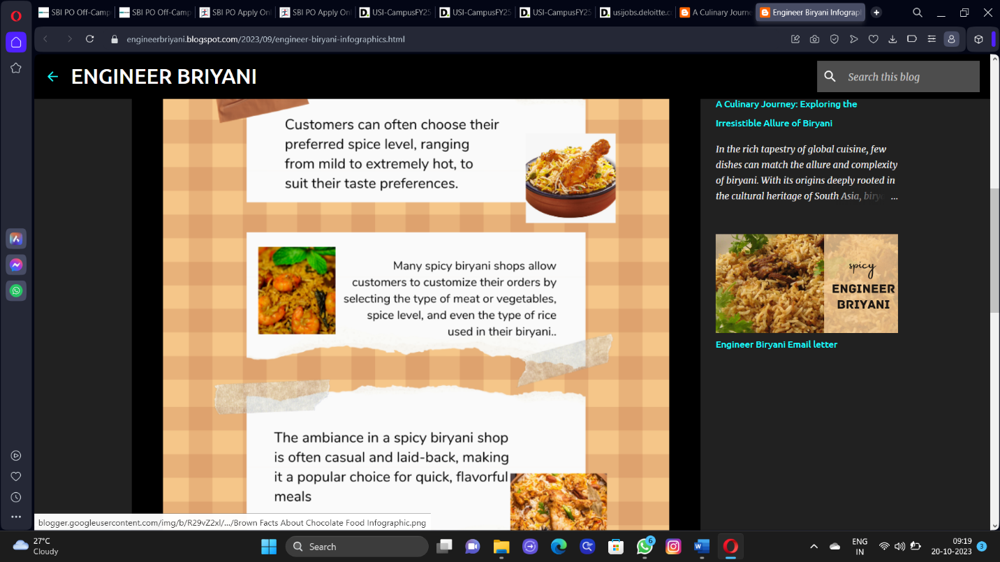 SBI PO Off-Camp
SBI PO Off-Camp
SBI PO Apply Onl
SBI PO Apply Onl
USI-CampusFY25
USI-CampusFY25
USI-CampusFY25
usijobs.deloitte.co
A Culinary Journe
Engineer Biryani Infograph
engineerbriyani.blogspot.com/2023/09/engineer-biryani-infographics.html
ENGINEER BRIYANI
Search this blog
Customers can often choose their
preferred spice level, ranging
from mild to extremely hot, to
suit their taste preferences.
Many spicy biryani shops allow
customers to customize their orders by
selecting the type of meat or vegetables,
spice level, and even the type of rice
used in their biryani..
The ambiance in a spicy biryani shop
is often casual and laid-back, making
it a popular choice for quick, flavorful
meals
A Culinary Journey: Exploring the
Irresistible Allure of Biryani
In the rich tapestry of global cuisine, few
dishes can match the allure and complexity
of biryani. With its origins deeply rooted in
the cultural heritage of South Asia, birya ...
spicy
ENGINEER
BRIYANI
Engineer Biryani Email letter
blogger.googleusercontent.com/img/b/R29vZ2xl/.../Brown Facts About Chocolate Food Infographic.png
27°C
Cloudy
Search
6
ENG
IN
09:19
20-10-2023
3